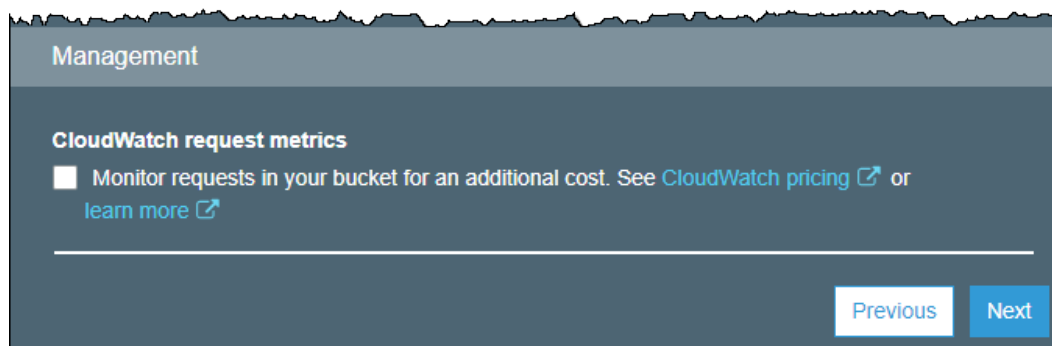 Management
CloudWatch request metrics
Monitor requests in your bucket for an additional cost. See CloudWatch pricing or
learn more
Previous Next